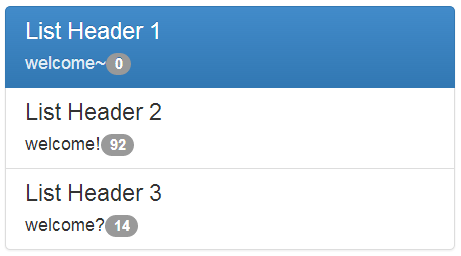 List Header 1
welcome~ 0
List Header 2
welcome! 92
List Header 3
welcome? 14